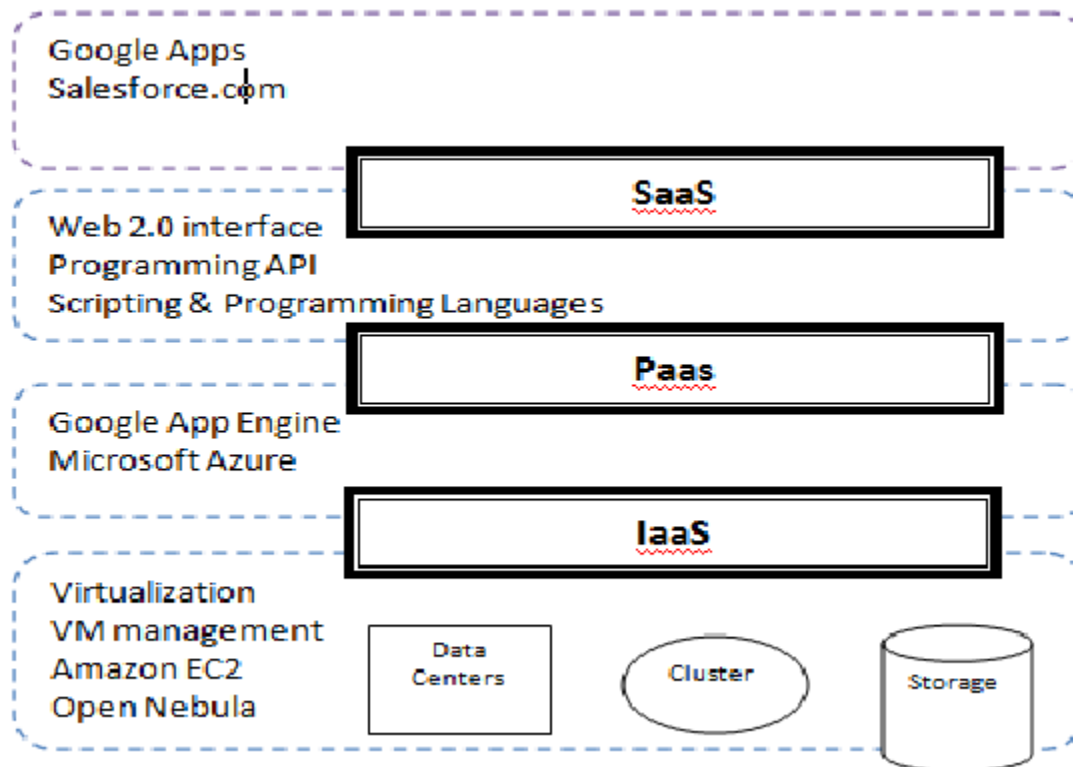 Google Apps
Salesforce.com
SaaS
Web 2.0 interface
Programming API
Scripting & Programming Languages
Paas
Google App Engine
Microsoft Azure
IaaS
Virtualization
VM management
Amazon EC2
Open Nebula
Data
Centers
Cluster
Storage